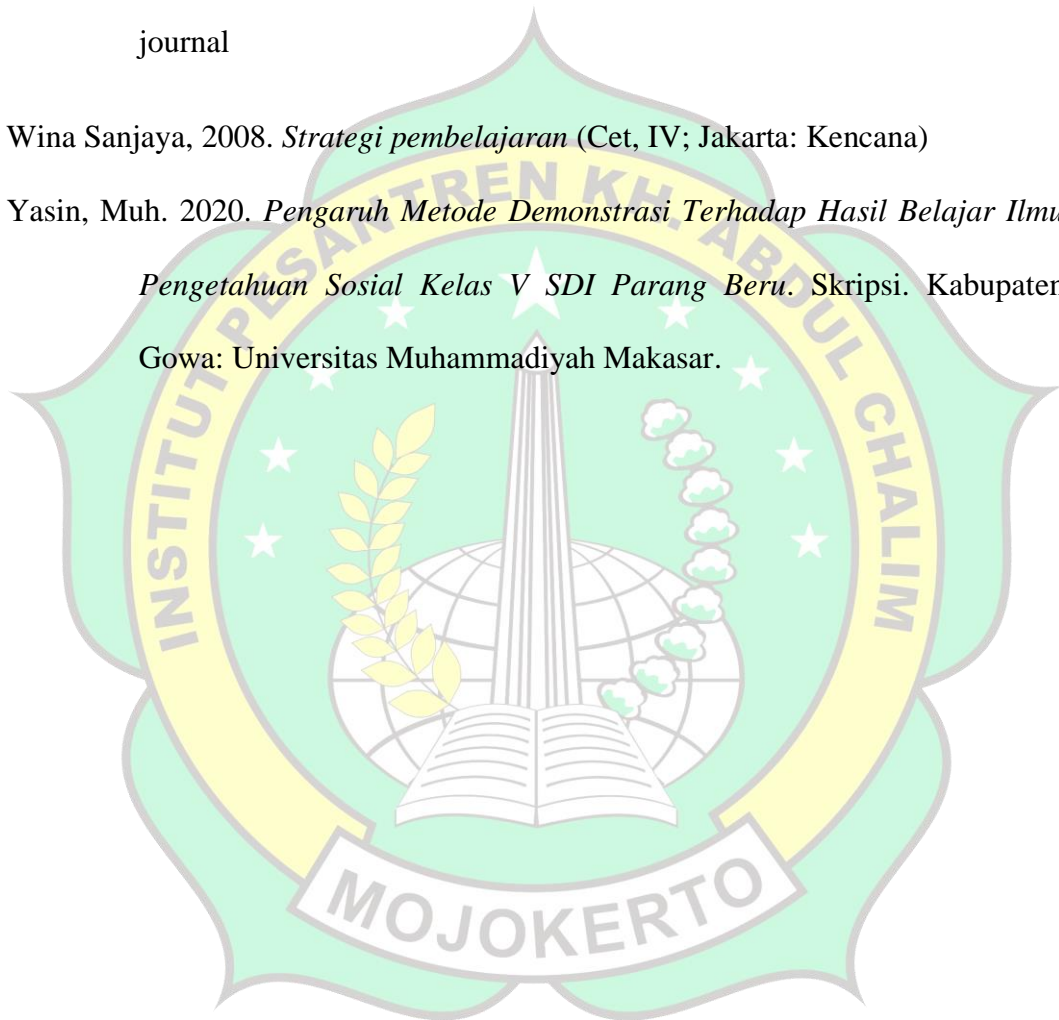 journal
Wina Sanjaya, 2008. Strategi pembelajaran (Cet, IV; Jakarta: Kencana)
Yasin, Muh. 2020. Pengaruh Metode Demonstrasi Terhadap Hasil Belajar Ilmu
Pengetahuan Sosial Kelas V SDI Parang Beru. Skripsi. Kabupaten
Gowa: Universitas Muhammadiyah Makasar.
INSTITUT PESANTREN KH. ABDUL CHALIM
MOJOKERTO